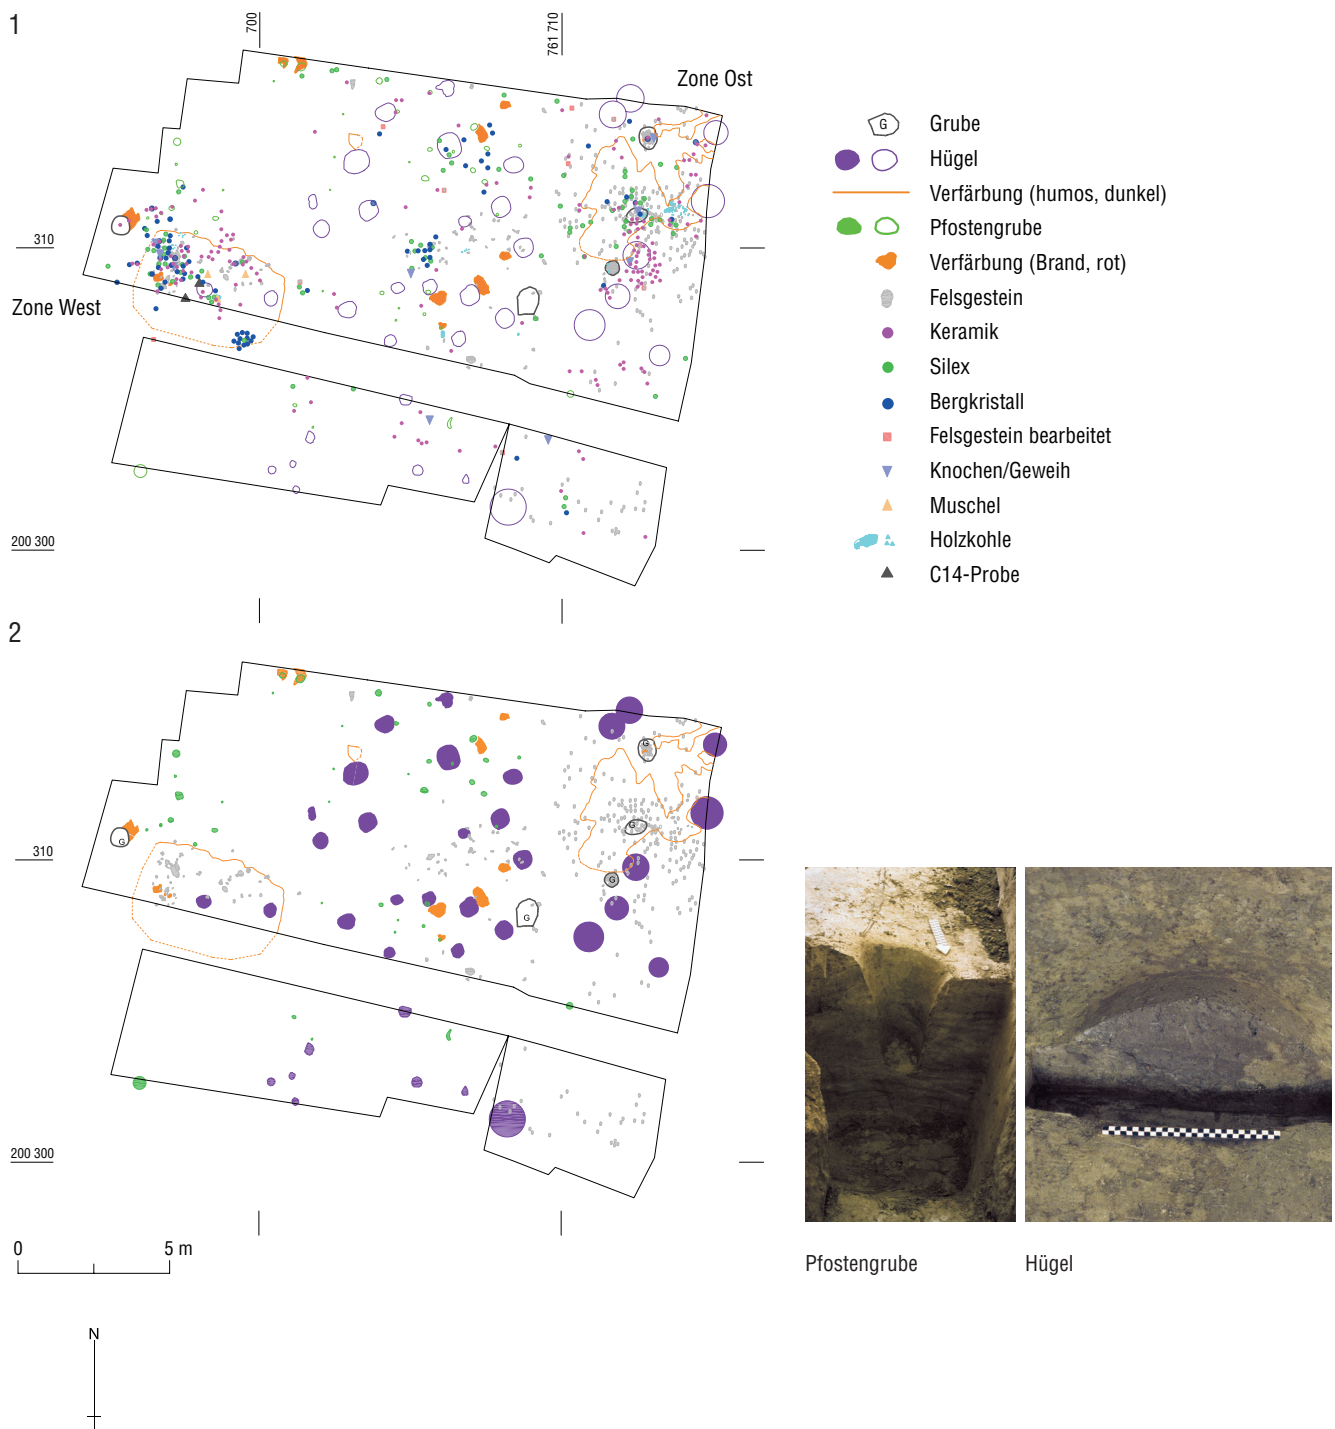 1
700
761 710
Zone Ost
310
Zone West
200 300
G Grube
Hügel
Verfärbung (humos, dunkel)
Pfostengrube
Verfärbung (Brand, rot)
Felsgestein
Keramik
Silex
Bergkristall
Felsgestein bearbeitet
Knochen/Geweih
Muschel
Holzkohle
C14-Probe
2
G
G
G
310
G
G
200 300
0 5 m
N
Pfostengrube
Hügel